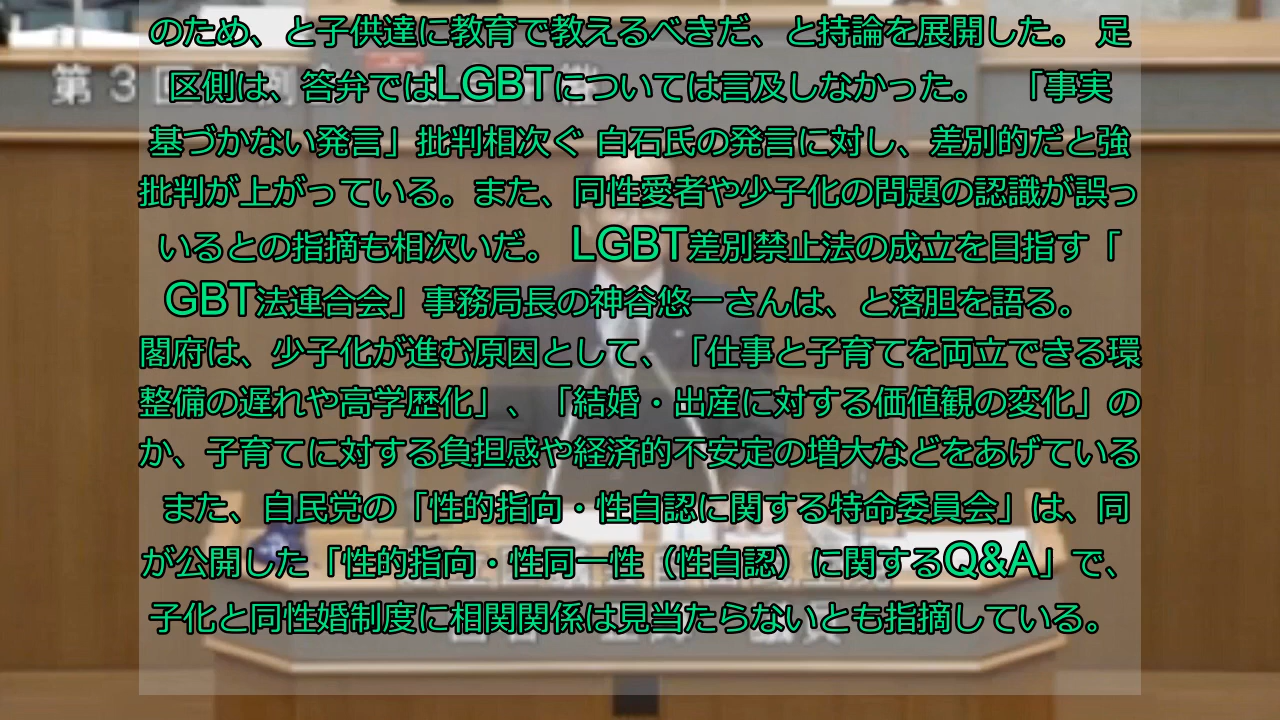 のため、と子供達に教育で教えるべきだ、と持論を展開した。 足
区側は、答弁ではLGBTについては言及しなかった。 「事実
基づかない発言」批判相次ぐ 白石氏の発言に対し、差別的だと強
批判が上がっている。また、同性愛者や少子化の問題の認識が誤っ
いるとの指摘も相次いだ。 LGBT差別禁止法の成立を目指す「
GBT法連合会」事務局長の神谷悠一さんは、と落胆を語る。
閣府は、少子化が進む原因として、「仕事と子育てを両立できる環
整備の遅れや高学歴化」、「結婚・出産に対する価値観の変化」の
か、子育てに対する負担感や経済的不安定の増大などをあげている
また、自民党の「性的指向・性自認に関する特命委員会」は、同
が公開した「性的指向・性同一性（性自認）に関するQ&A」で、
子化と同性婚制度に相関関係は見当たらないとも指摘している。
第3回